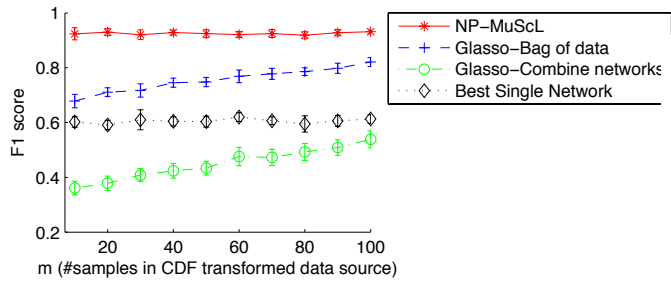 1
0.8
0.6
0.4
0.2
F1 score
20
40
60
80
100
m (#samples in CDF transformed data source)
NP−MuScL
Glasso−Bag of data
Glasso−Combine networks
Best Single Network